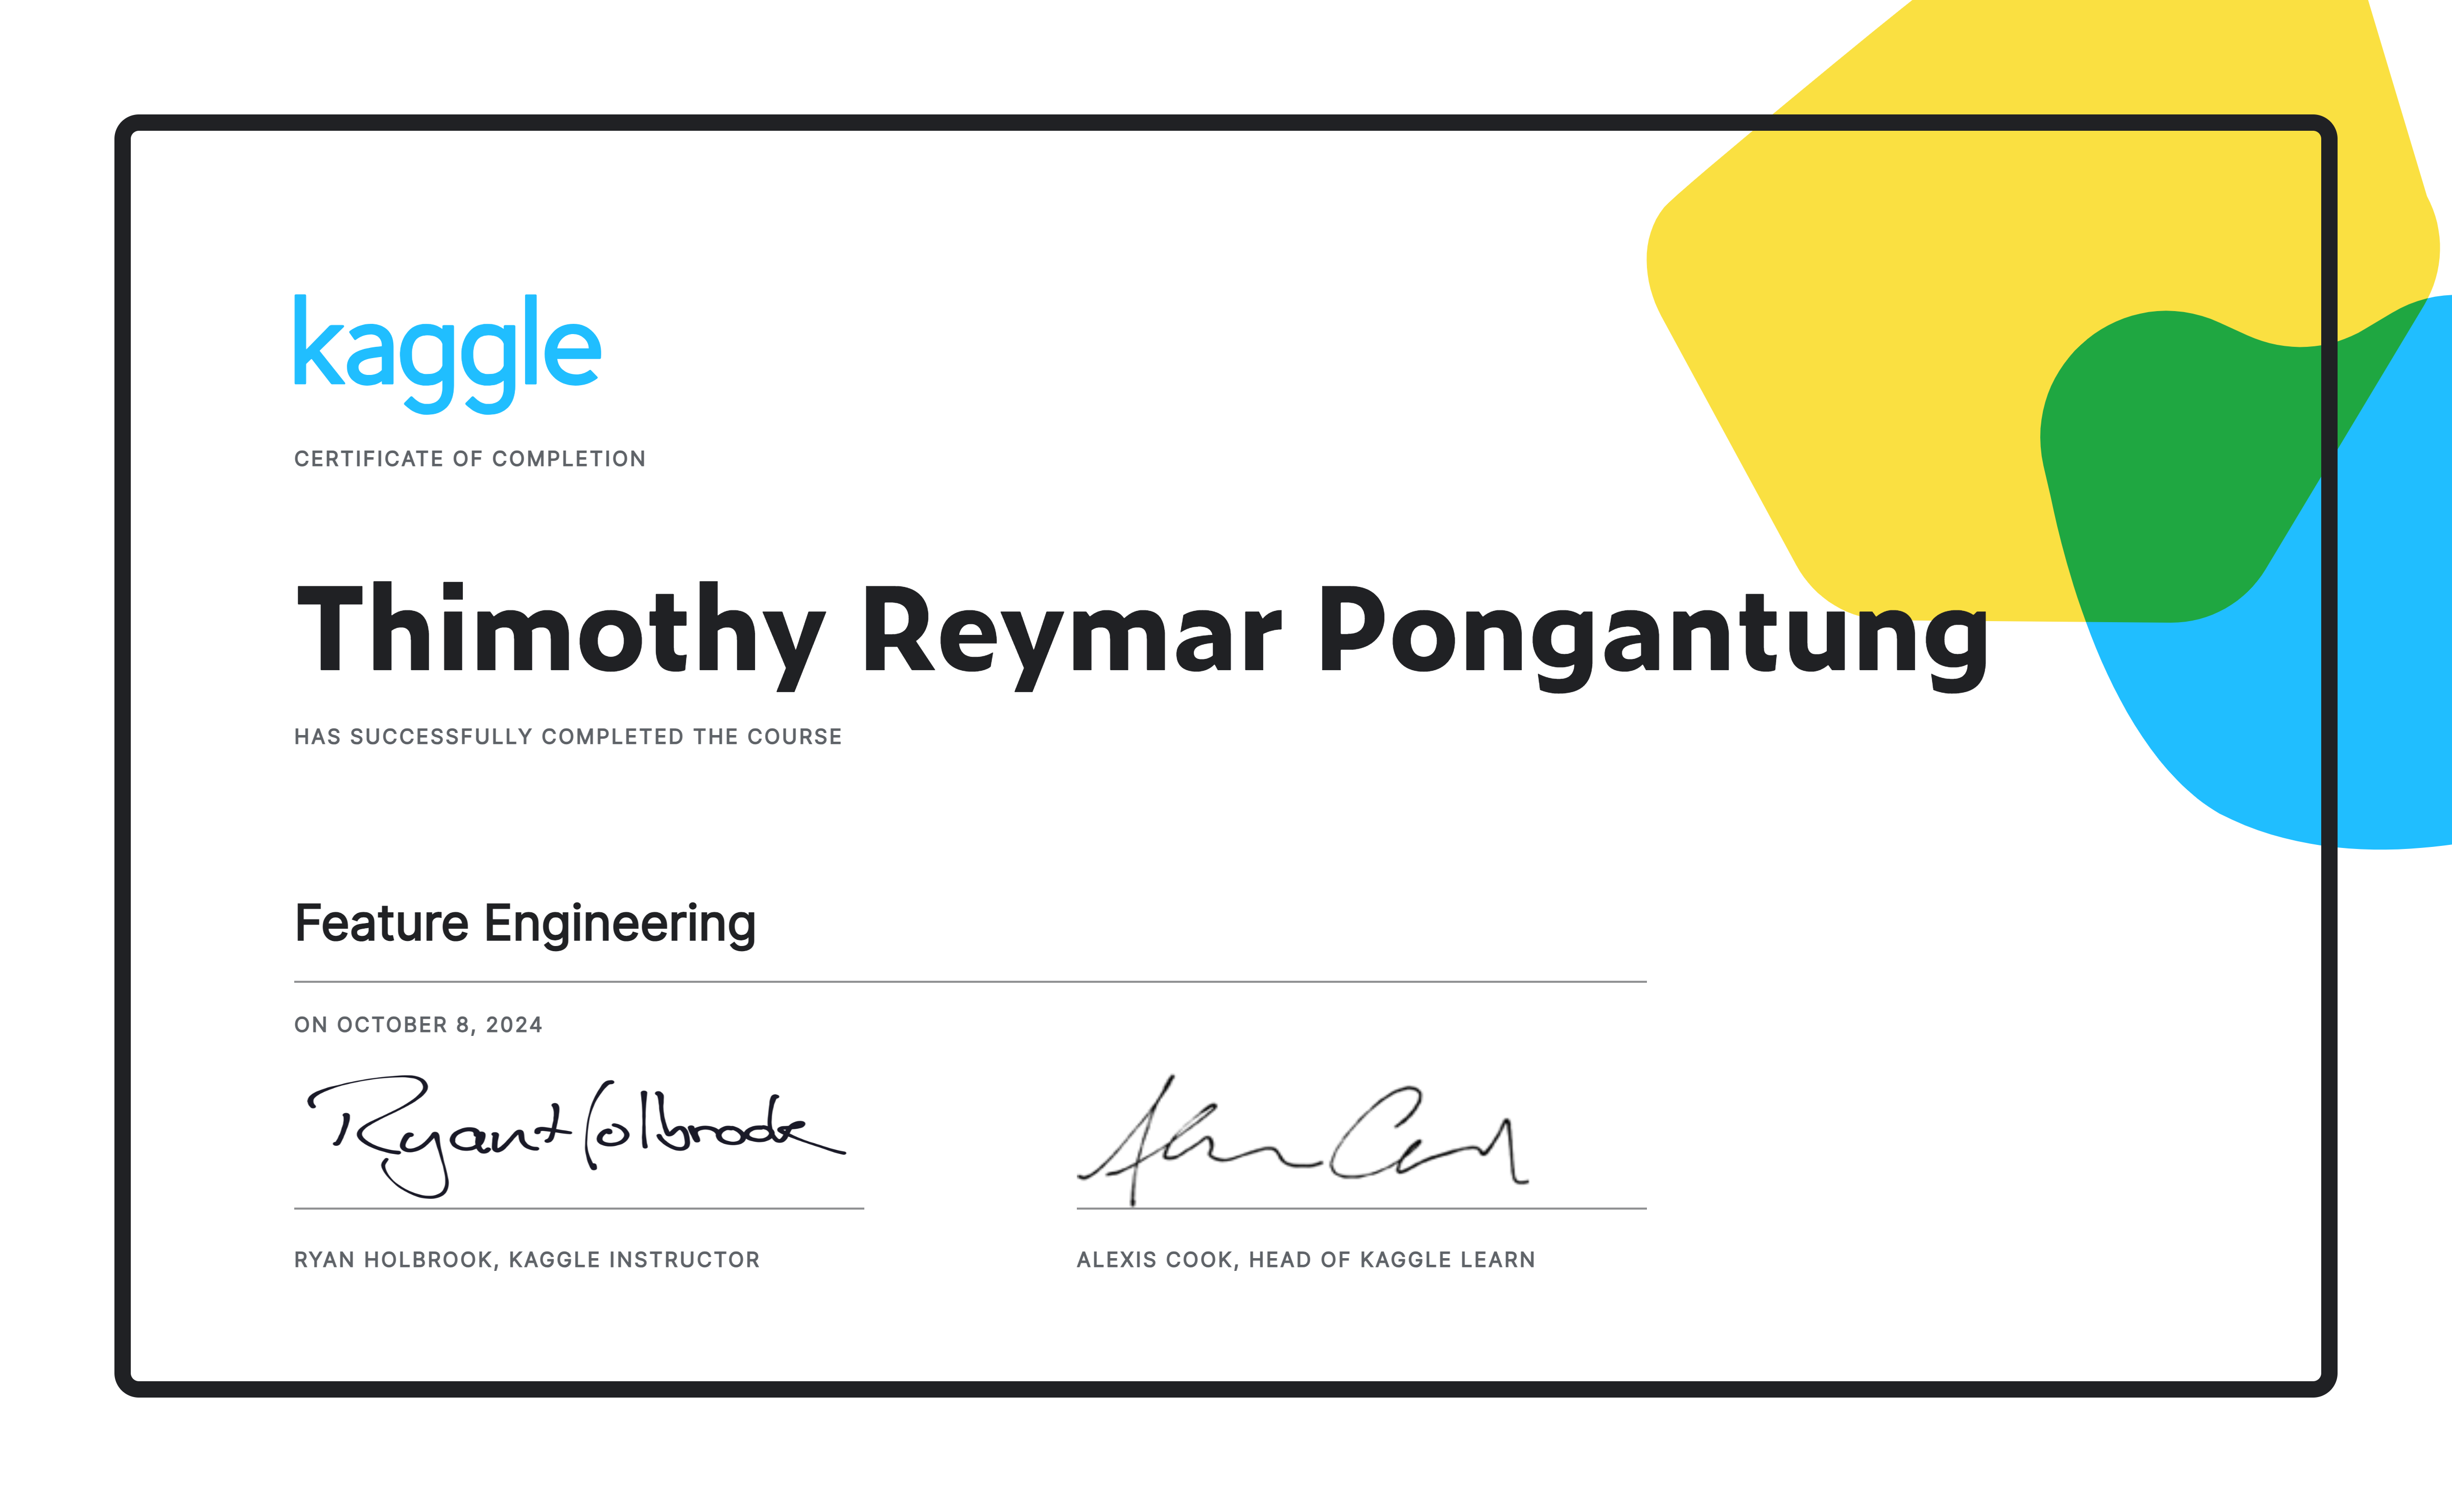 kaggle
CERTIFICATE OF COMPLETION
Thimothy Reymar Pongantung
HAS SUCCESSFULLY COMPLETED THE COURSE
Feature Engineering
ON OCTOBER 8, 2024
Ryan Holbrook
RYAN HOLBROOK, KAGGLE INSTRUCTOR
ALEXIS COOK, HEAD OF KAGGLE LEARN